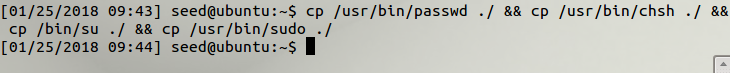 [01/25/2018 09:43] seed@ubuntu:~$ cp /usr/bin/passwd ./ && cp /usr/bin/chsh ./ &&
cp /bin/su ./ && cp /usr/bin/sudo ./
[01/25/2018 09:44] seed@ubuntu:~$